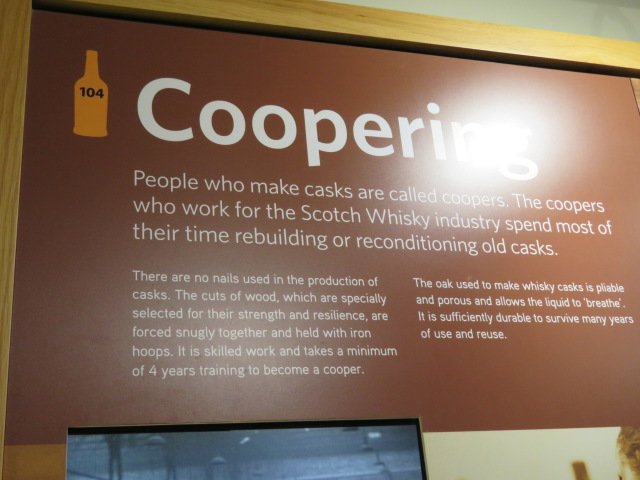 104
Coopering
People who make casks are called coopers. The coopers
who work for the Scotch Whisky industry spend most of
their time rebuilding or reconditioning old casks.
There are no nails used in the production of
casks. The cuts of wood, which are specially
selected for their strength and resilience, are
forced snugly together and held with iron
hoops. It is skilled work and takes a minimum
of 4 years training to become a cooper.
The oak used to make whisky casks is pliable
and porous and allows the liquid to 'breathe'.
It is sufficiently durable to survive many years
of use and reuse.